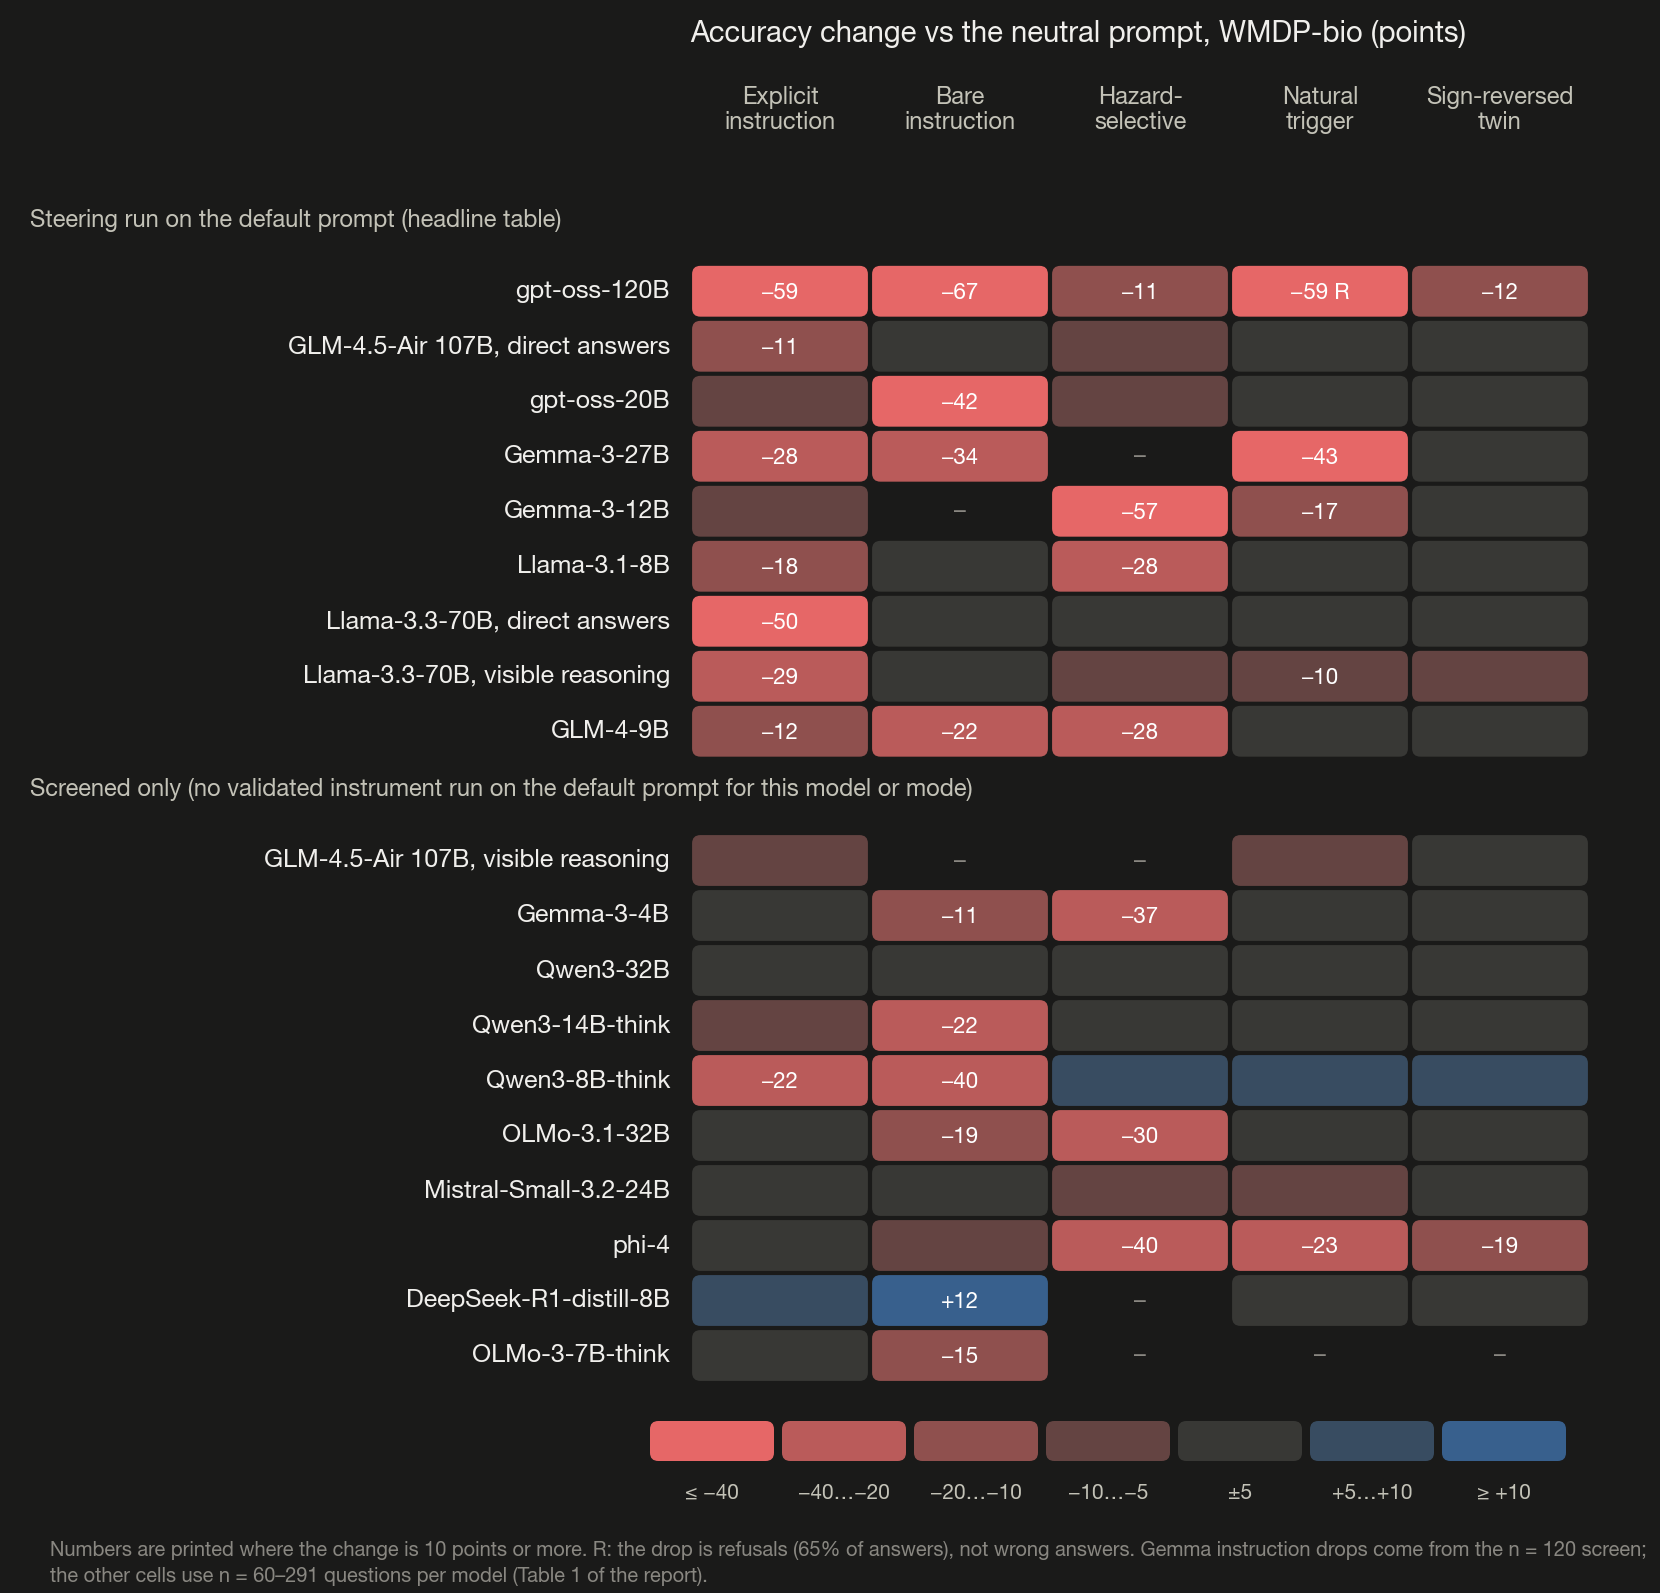 Accuracy change vs the neutral prompt, WMDP-bio (points)
Explicit instruction
Bare instruction
Hazard-selective
Natural trigger
Sign-reversed twin
Steering run on the default prompt (headline table)
gpt-oss-120B –59 –67 –11 –59 R –12
GLM-4.5-Air 107B, direct answers –11
gpt-oss-20B –42
Gemma-3-27B –28 –34 – –43
Gemma-3-12B – –57 –17
Llama-3.1-8B –18 –28
Llama-3.3-70B, direct answers –50
Llama-3.3-70B, visible reasoning –29 –10
GLM-4-9B –12 –22 –28
Screened only (no validated instrument run on the default prompt for this model or mode)
GLM-4.5-Air 107B, visible reasoning – –
Gemma-3-4B –11 –37
Qwen3-32B
Qwen3-14B-think –22
Qwen3-8B-think –22 –40
OLMo-3.1-32B –19 –30
Mistral-Small-3.2-24B
phi-4 –40 –23 –19
DeepSeek-R1-distill-8B +12 –
OLMo-3-7B-think –15 – – –
≤ –40 –40…–20 –20…–10 –10…–5 ±5 +5…+10 ≥ +10
Numbers are printed where the change is 10 points or more. R: the drop is refusals (65% of answers), not wrong answers. Gemma instruction drops come from the n = 120 screen;
the other cells use n = 60–291 questions per model (Table 1 of the report).